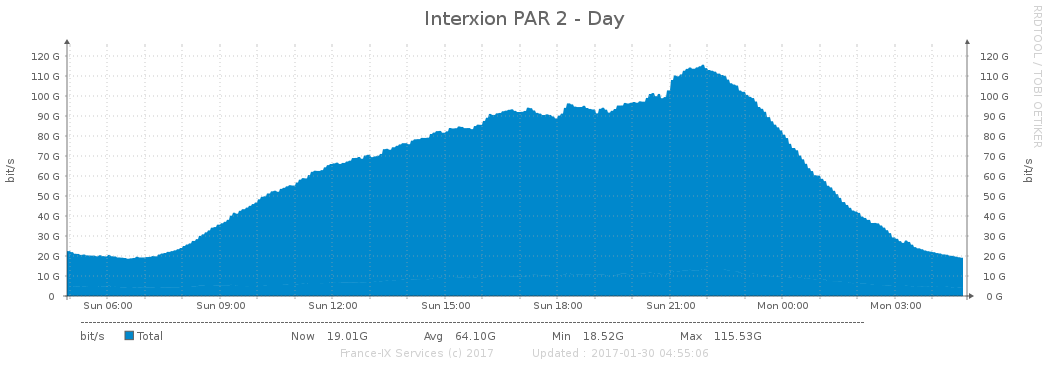 Interxion PAR 2 - Day
RRDTOOL / TOBI OETIKER
120 G 120 G
110 G 110 G
100 G 100 G
90 G 90 G
80 G 80 G
70 G 70 G
60 G 60 G
50 G 50 G
40 G 40 G
30 G 30 G
20 G 20 G
10 G 10 G
0 0 G
bit/s bit/s
Sun 06:00 Sun 09:00 Sun 12:00 Sun 15:00 Sun 18:00 Sun 21:00 Mon 00:00 Mon 03:00
bit/s Total Now 19.01G Avg 64.10G Min 18.52G Max 115.53G
France-IX Services (c) 2017 Updated : 2017-01-30 04:55:06